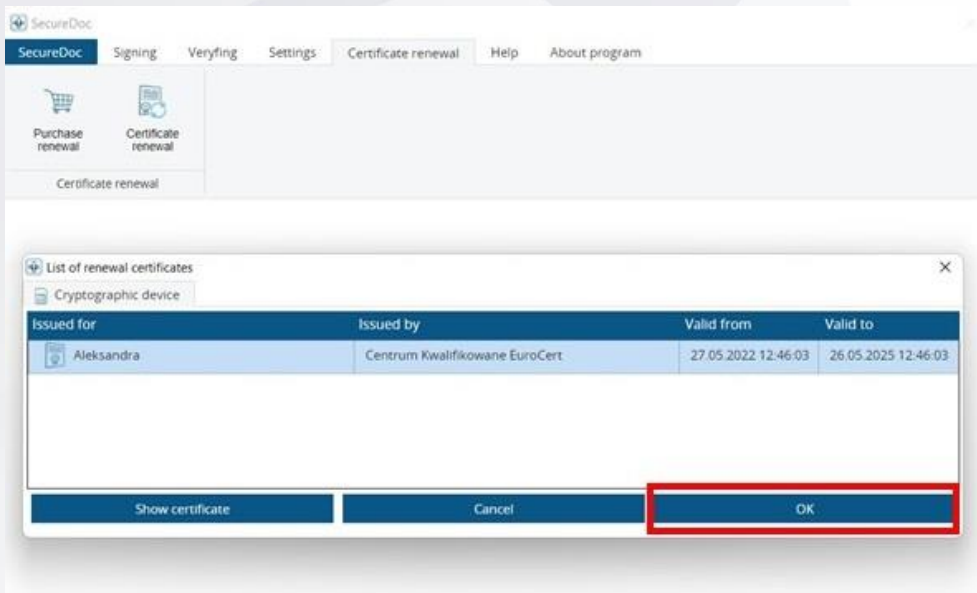 SecureDoc
SecureDoc Signing Veryfing Settings Certificate renewal Help About program
Purchase renewal
Certificate renewal
Certificate renewal
List of renewal certificates
Cryptographic device
Issued for Issued by Valid from Valid to
Aleksandra Centrum Kwalifikowane EuroCert 27.05.2022 12:46:03 26.05.2025 12:46:03
Show certificate Cancel OK